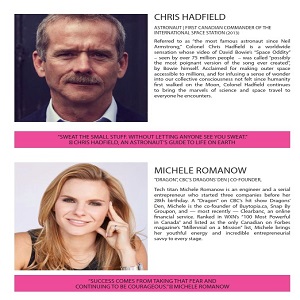 CHRIS HADFIELD
ASTRONAUT | FIRST CANADIAN COMMANDER OF THE
INTERNATIONAL SPACE STATION (2013)
Referred to as "the most famous astronaut since Neil
Armstrong," Colonel Chris Hadfield is a worldwide
sensation whose video of David Bowie's "Space Oddity"
– seen by over 75 million people – was called "possibly
the most poignant version of the song ever created",
by Bowie himself. Acclaimed for making outer space
accessible to millions, and for infusing a sense of wonder
into our collective consciousness not felt since humanity
first walked on the Moon, Colonel Hadfield continues
to bring the marvels of science and space travel to
everyone he encounters.
"SWEAT THE SMALL STUFF. WITHOUT LETTING ANYONE SEE YOU SWEAT."
CHRIS HADFIELD, AN ASTRONAUT'S GUIDE TO LIFE ON EARTH
MICHELE ROMANOW
"DRAGON", CBC'S DRAGONS' DEN | CO-FOUNDER,
Tech titan Michele Romanow is an engineer and a serial
entrepreneur who started three companies before her
28th birthday. A "Dragon" on CBC's hit show Dragons'
Den, Michele is the co-founder of Buytopia.ca, Snap By
Groupon, and — most recently — Clearbanc, an online
financial service. Ranked in WXN's "100 Most Powerful
in Canada" and listed as the only Canadian on Forbes
magazine's "Millennial on a Mission" list, Michele brings
her youthful energy and incredible entrepreneurial
savvy to every stage.
"SUCCESS COMES FROM TAKING THAT FEAR AND
CONTINUING TO BE COURAGEOUS" MICHELE ROMANOW